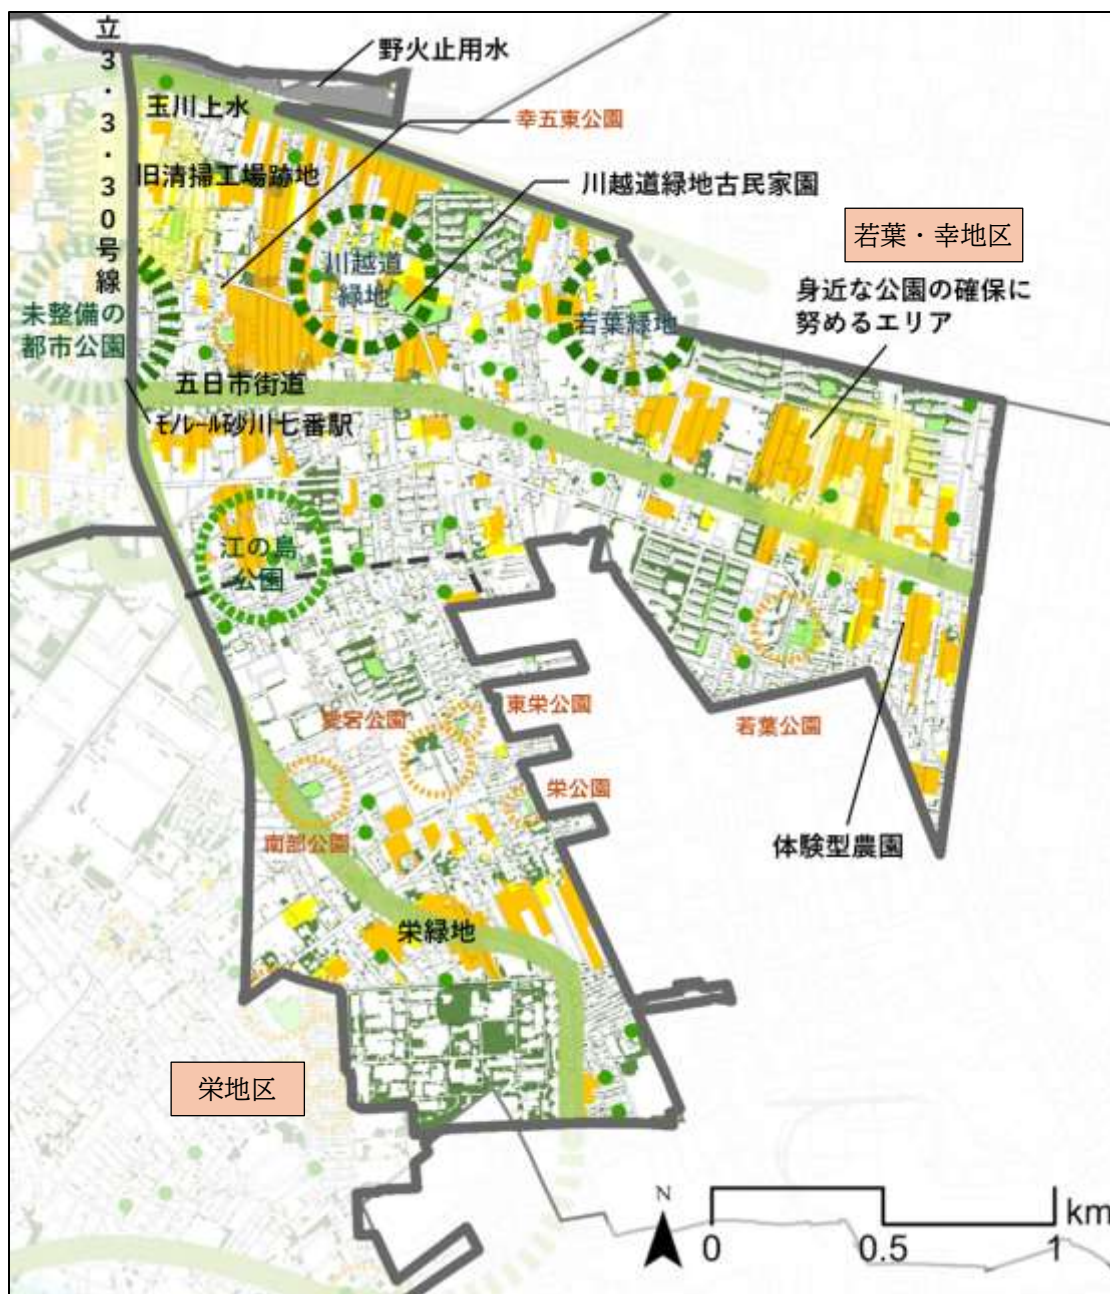 立3・3・30号線
野火止用水
玉川上水
幸五東公園
旧清掃工場跡地
川越道緑地古民家園
若葉・幸地区
川越道
緑地
身近な公園の確保に
努めるエリア
未整備の
都市公園
若葉緑地
五日市街道
モノレール砂川七番駅
江の島
公園
愛宕公園
東栄公園
若葉公園
栄公園
南部公園
体験型農園
栄緑地
栄地区
N
km
0
0.5
1